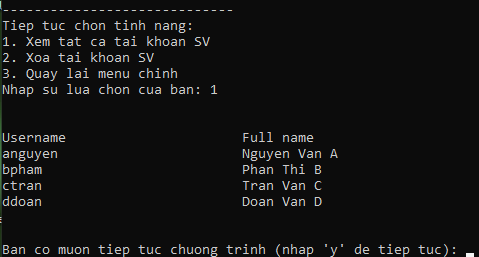 -----------------------------
Tiep tuc chon tinh nang:
1. Xem tat ca tai khoan SV
2. Xoa tai khoan SV
3. Quay lai menu chinh
Nhap su lua chon cua ban: 1
Username Full name
anguyen Nguyen Van A
bpham Phan Thi B
ctran Tran Van C
ddoan Doan Van D
Ban co muon tiep tuc chuong trinh (nhap 'y' de tiep tuc):